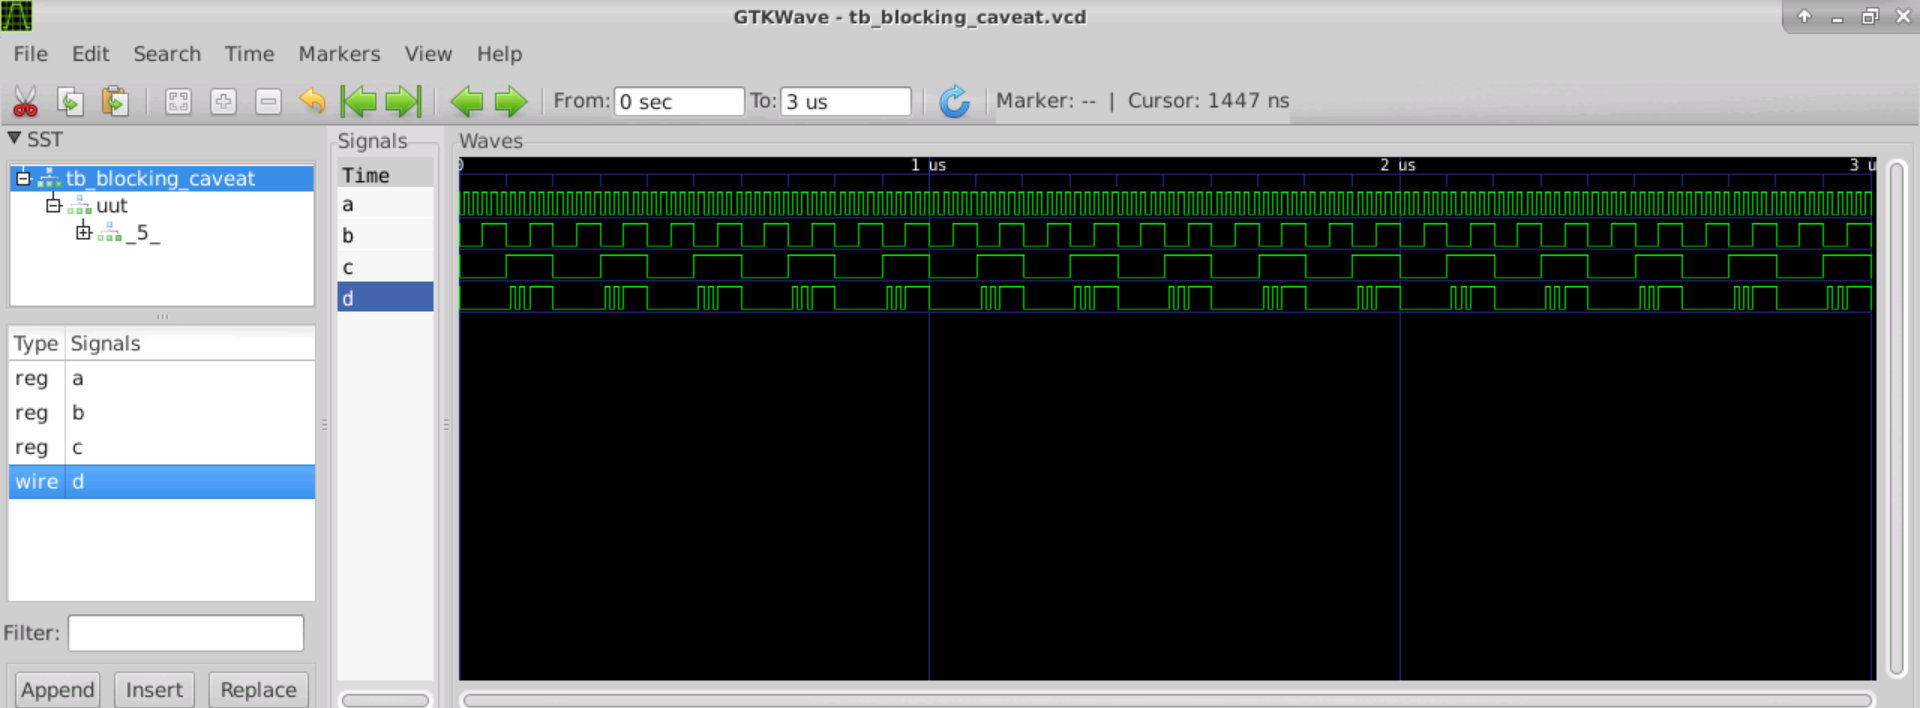 GTKWave - tb_blocking_caveat.vcd
File Edit Search Time Markers View Help
From: 0 sec To: 3 us Marker: -- | Cursor: 1447 ns
SST
tb_blocking_caveat
uut
_5_
Type Signals
reg a
reg b
reg c
wire d
Filter:
Append Insert Replace
Signals
Time
a
b
c
d
Waves
0 1 us 2 us 3 u